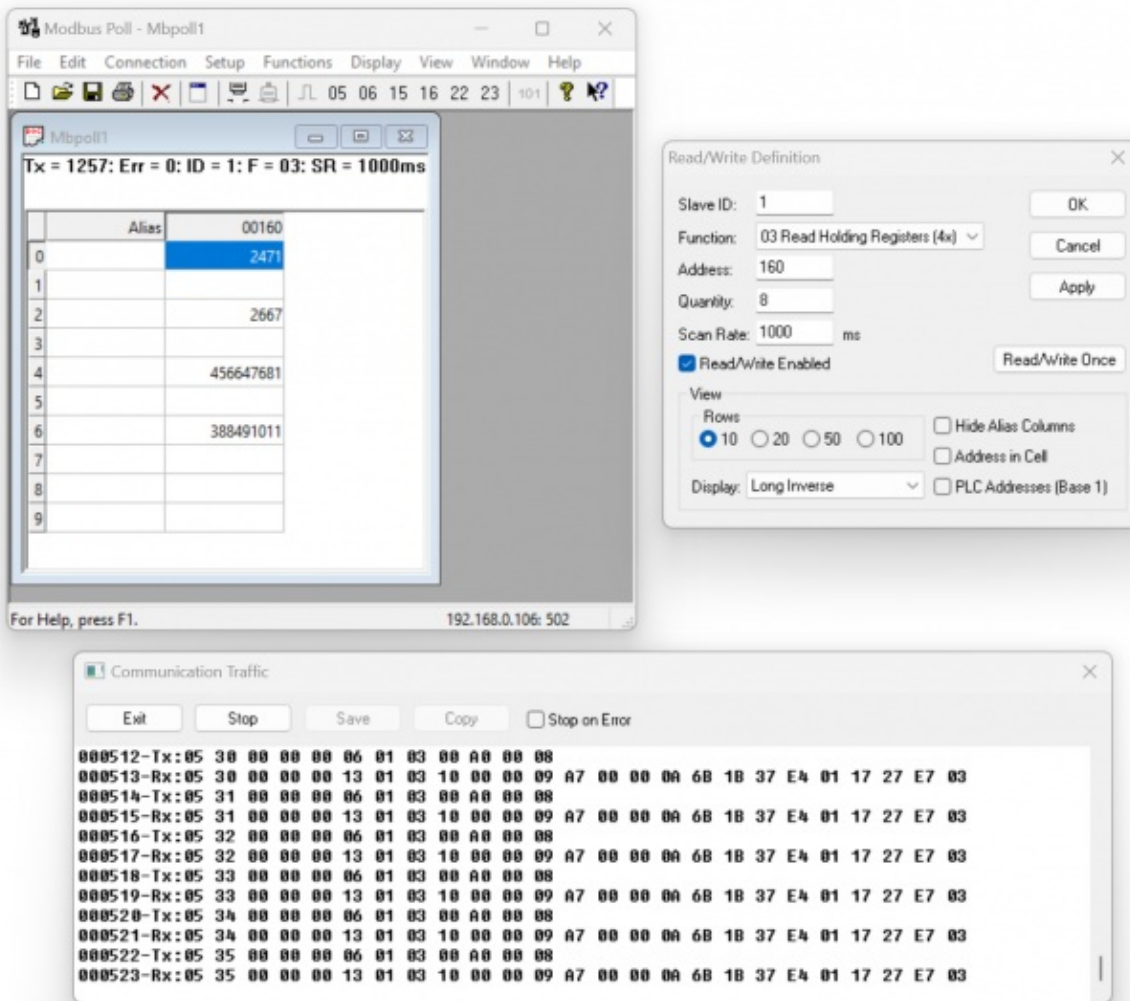 Modbus Poll - Mbpoll1
File Edit Connection Setup Functions Display View Window Help
05 06 15 16 22 23 101
Mbpoll1
Tx = 1257: Err = 0: ID = 1: F = 03: SR = 1000ms
Alias 00160
0 2471
1
2 2667
3
4 456647681
5
6 388491011
7
8
9
For Help, press F1. 192.168.0.106: 502
Read/Write Definition
Slave ID: 1 OK
Function: 03 Read Holding Registers (4x) Cancel
Address: 160
Apply
Quantity: 8
Scan Rate: 1000 ms
Read/Write Enabled Read/Write Once
View
Rows
10 20 50 100
Hide Alias Columns
Address in Cell
Display: Long Inverse PLC Addresses (Base 1)
Communication Traffic
Exit Stop Save Copy Stop on Error
000512-Tx:05 30 00 00 00 06 01 03 00 A0 00 08
000513-Rx:05 30 00 00 00 13 01 03 10 00 00 09 A7 00 00 0A 6B 1B 37 E4 01 17 27 E7 03
000514-Tx:05 31 00 00 00 06 01 03 00 A0 00 08
000515-Rx:05 31 00 00 00 13 01 03 10 00 00 09 A7 00 00 0A 6B 1B 37 E4 01 17 27 E7 03
000516-Tx:05 32 00 00 00 06 01 03 00 A0 00 08
000517-Rx:05 32 00 00 00 13 01 03 10 00 00 09 A7 00 00 0A 6B 1B 37 E4 01 17 27 E7 03
000518-Tx:05 33 00 00 00 06 01 03 00 A0 00 08
000519-Rx:05 33 00 00 00 13 01 03 10 00 00 09 A7 00 00 0A 6B 1B 37 E4 01 17 27 E7 03
000520-Tx:05 34 00 00 00 06 01 03 00 A0 00 08
000521-Rx:05 34 00 00 00 13 01 03 10 00 00 09 A7 00 00 0A 6B 1B 37 E4 01 17 27 E7 03
000522-Tx:05 35 00 00 00 06 01 03 00 A0 00 08
000523-Rx:05 35 00 00 00 13 01 03 10 00 00 09 A7 00 00 0A 6B 1B 37 E4 01 17 27 E7 03